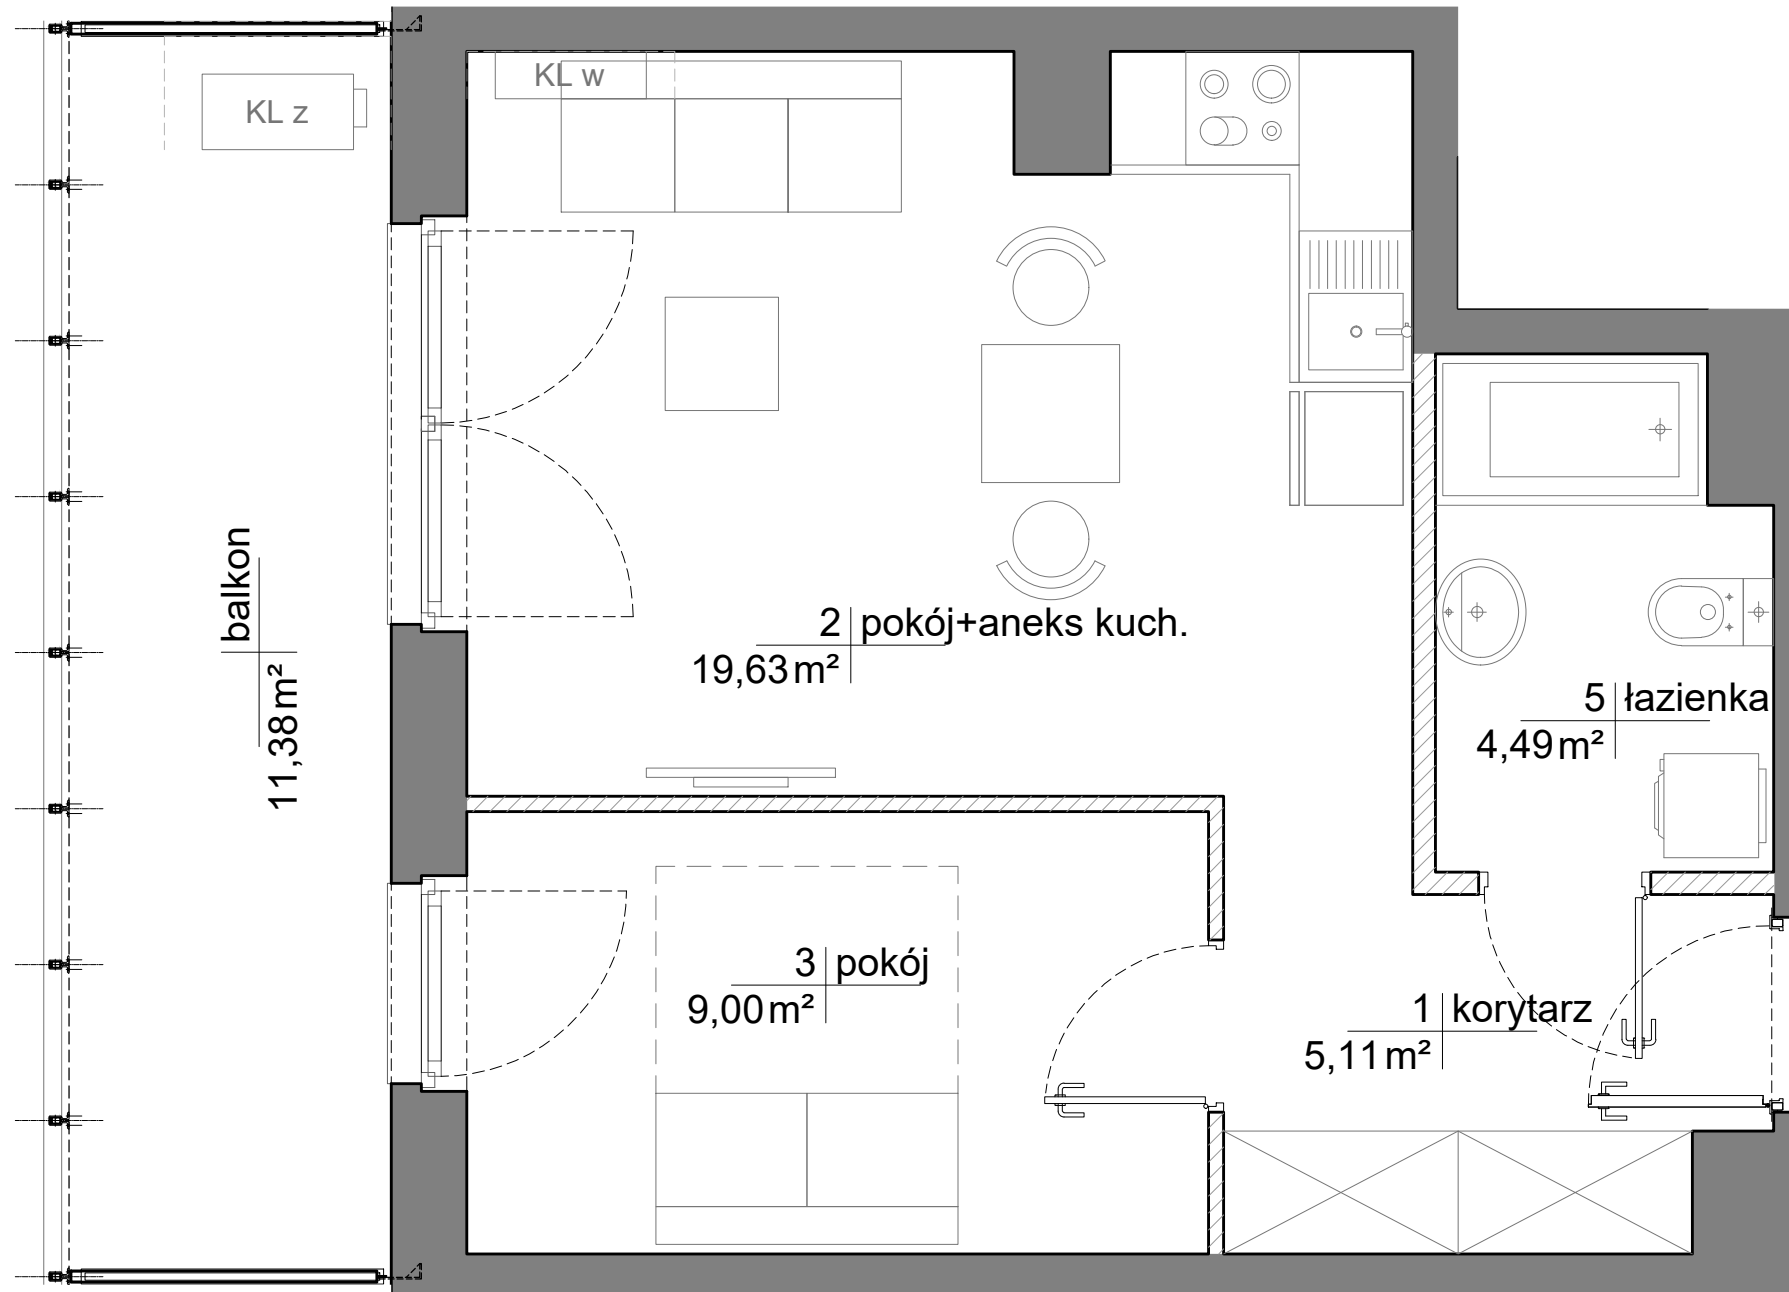 KL z
KL w
balkon
11,38 m²
2 pokój+aneks kuch.
19,63 m²
5 łazienka
4,49 m²
3 pokój
9,00 m²
1 korytarz
5,11 m²